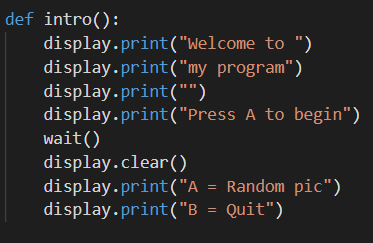 def intro():
    display.print("Welcome to ")
    display.print("my program")
    display.print("")
    display.print("Press A to begin")
    wait()
    display.clear()
    display.print("A = Random pic")
    display.print("B = Quit")